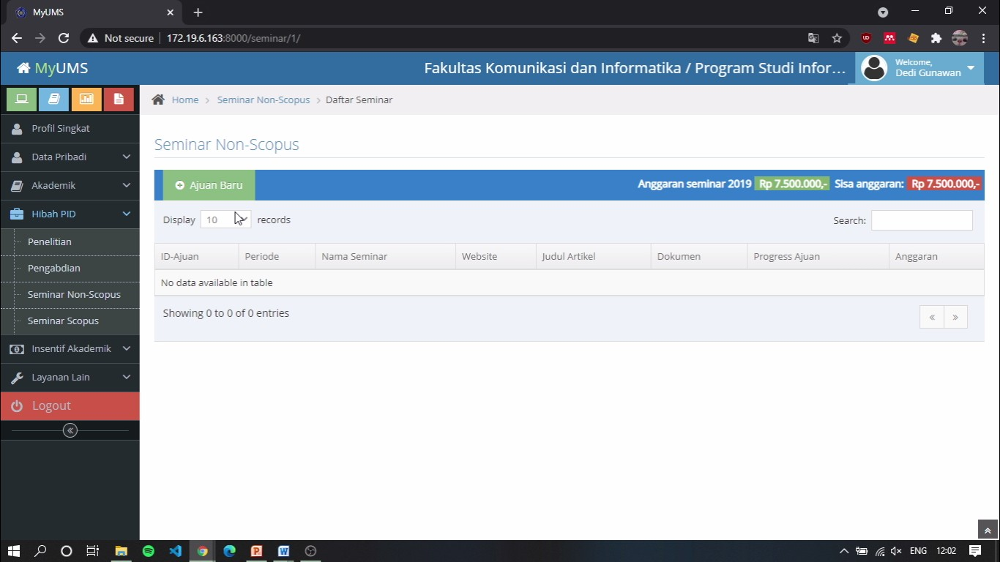 MyUMS
Not secure
172.19.6.163:8000/seminar/1/
MyUMS
Fakultas Komunikasi dan Informatika / Program Studi Infor...
Welcome,
Dedi Gunawan
Home
Seminar Non-Scopus
Daftar Seminar
Profil Singkat
Data Pribadi
Akademik
Hibah PID
Penelitian
Pengabdian
Seminar Non-Scopus
Seminar Scopus
Insentif Akademik
Layanan Lain
Logout
Seminar Non-Scopus
Ajuan Baru
Anggaran seminar 2019 Rp 7.500.000,- Sisa anggaran: Rp 7.500.000,-
Display 10 records
Search:
ID-Ajuan Periode Nama Seminar Website Judul Artikel Dokumen Progress Ajuan Anggaran
No data available in table
Showing 0 to 0 of 0 entries
« »
ENG 12:02